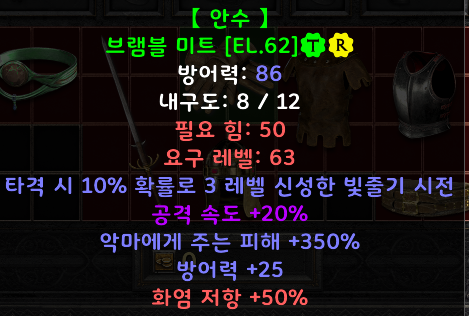 【 안수 】
브램블 미트 [EL.62] T R
방어력: 86
내구도: 8 / 12
필요 힘: 50
요구 레벨: 63
타격 시 10% 확률로 3 레벨 신성한 빛줄기 시전
공격 속도 +20%
악마에게 주는 피해 +350%
방어력 +25
화염 저항 +50%